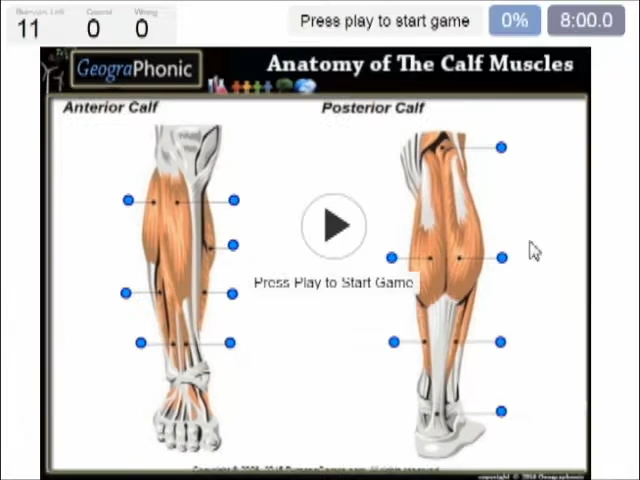 11 0 0
Press play to start game
0%
8:00.0
GeograPhonic
Anatomy of The Calf Muscles
Anterior Calf
Posterior Calf
Press Play to Start Game